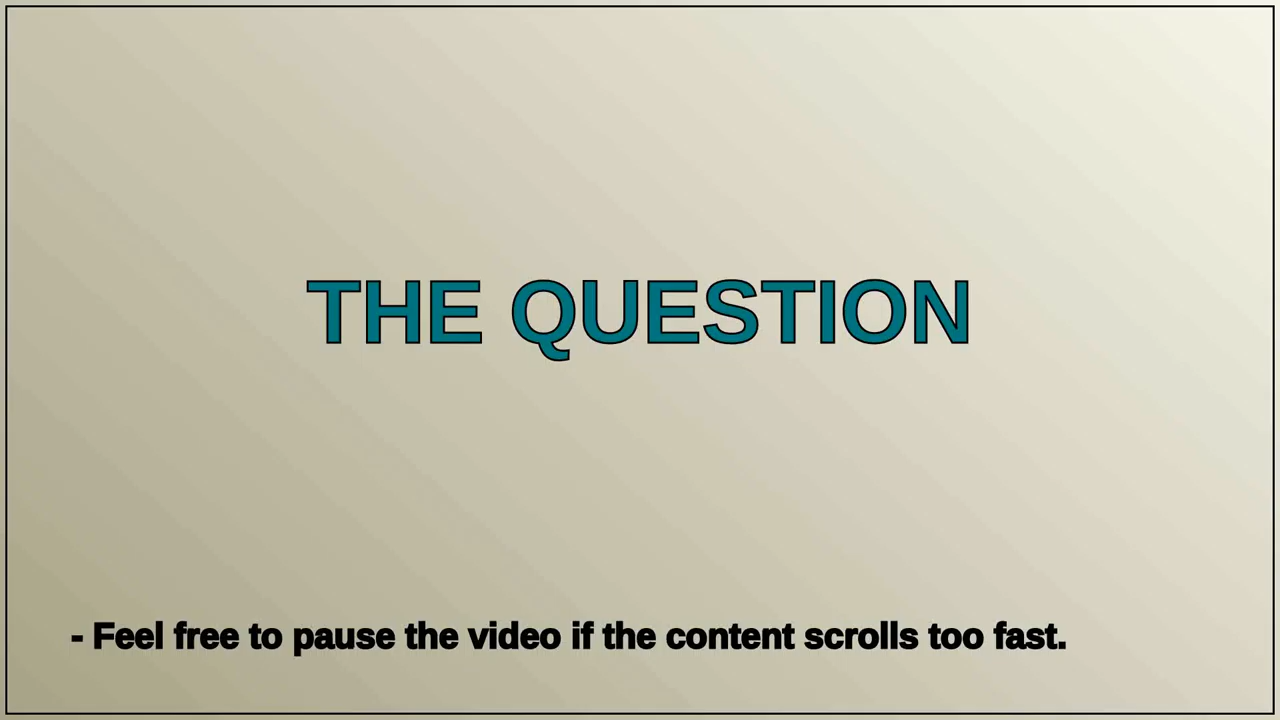 THE QUESTION
- Feel free to pause the video if the content scrolls too fast.